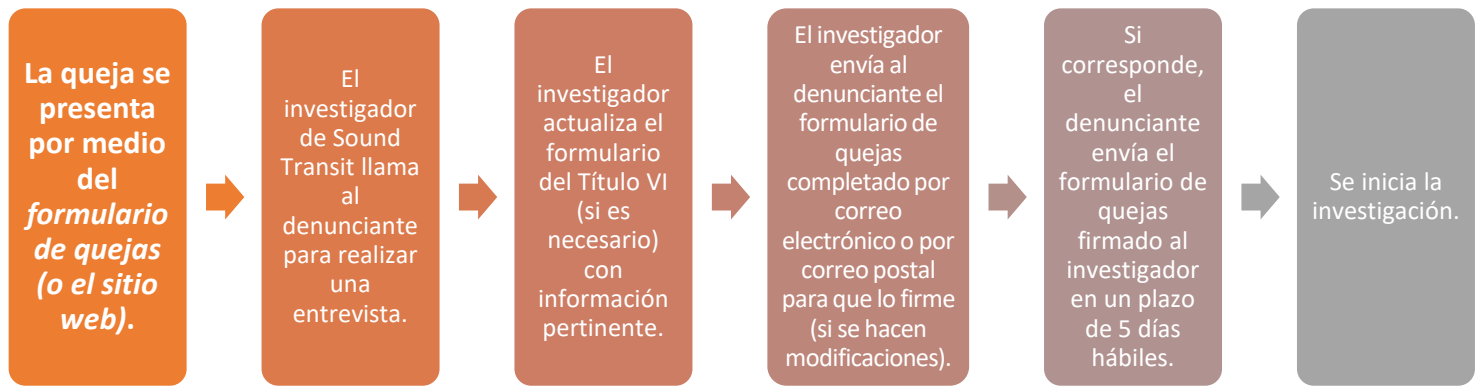 La queja se
presenta
por medio
del
formulario
de quejas
(o el sitio
web).
El
investigador
de Sound
Transit llama
al
denunciante
para realizar
una
entrevista.
El
investigador
actualiza el
formulario
del Título VI
(si es
necesario)
con
información
pertinente.
El investigador
envía al
denunciante el
formulario de
quejas
completado por
correo
electrónico o por
correo postal
para que lo firme
(si se hacen
modificaciones).
Si
corresponde,
el
denunciante
envía el
formulario de
quejas
firmado al
investigador
en un plazo
de 5 días
hábiles.
Se inicia la
investigación.